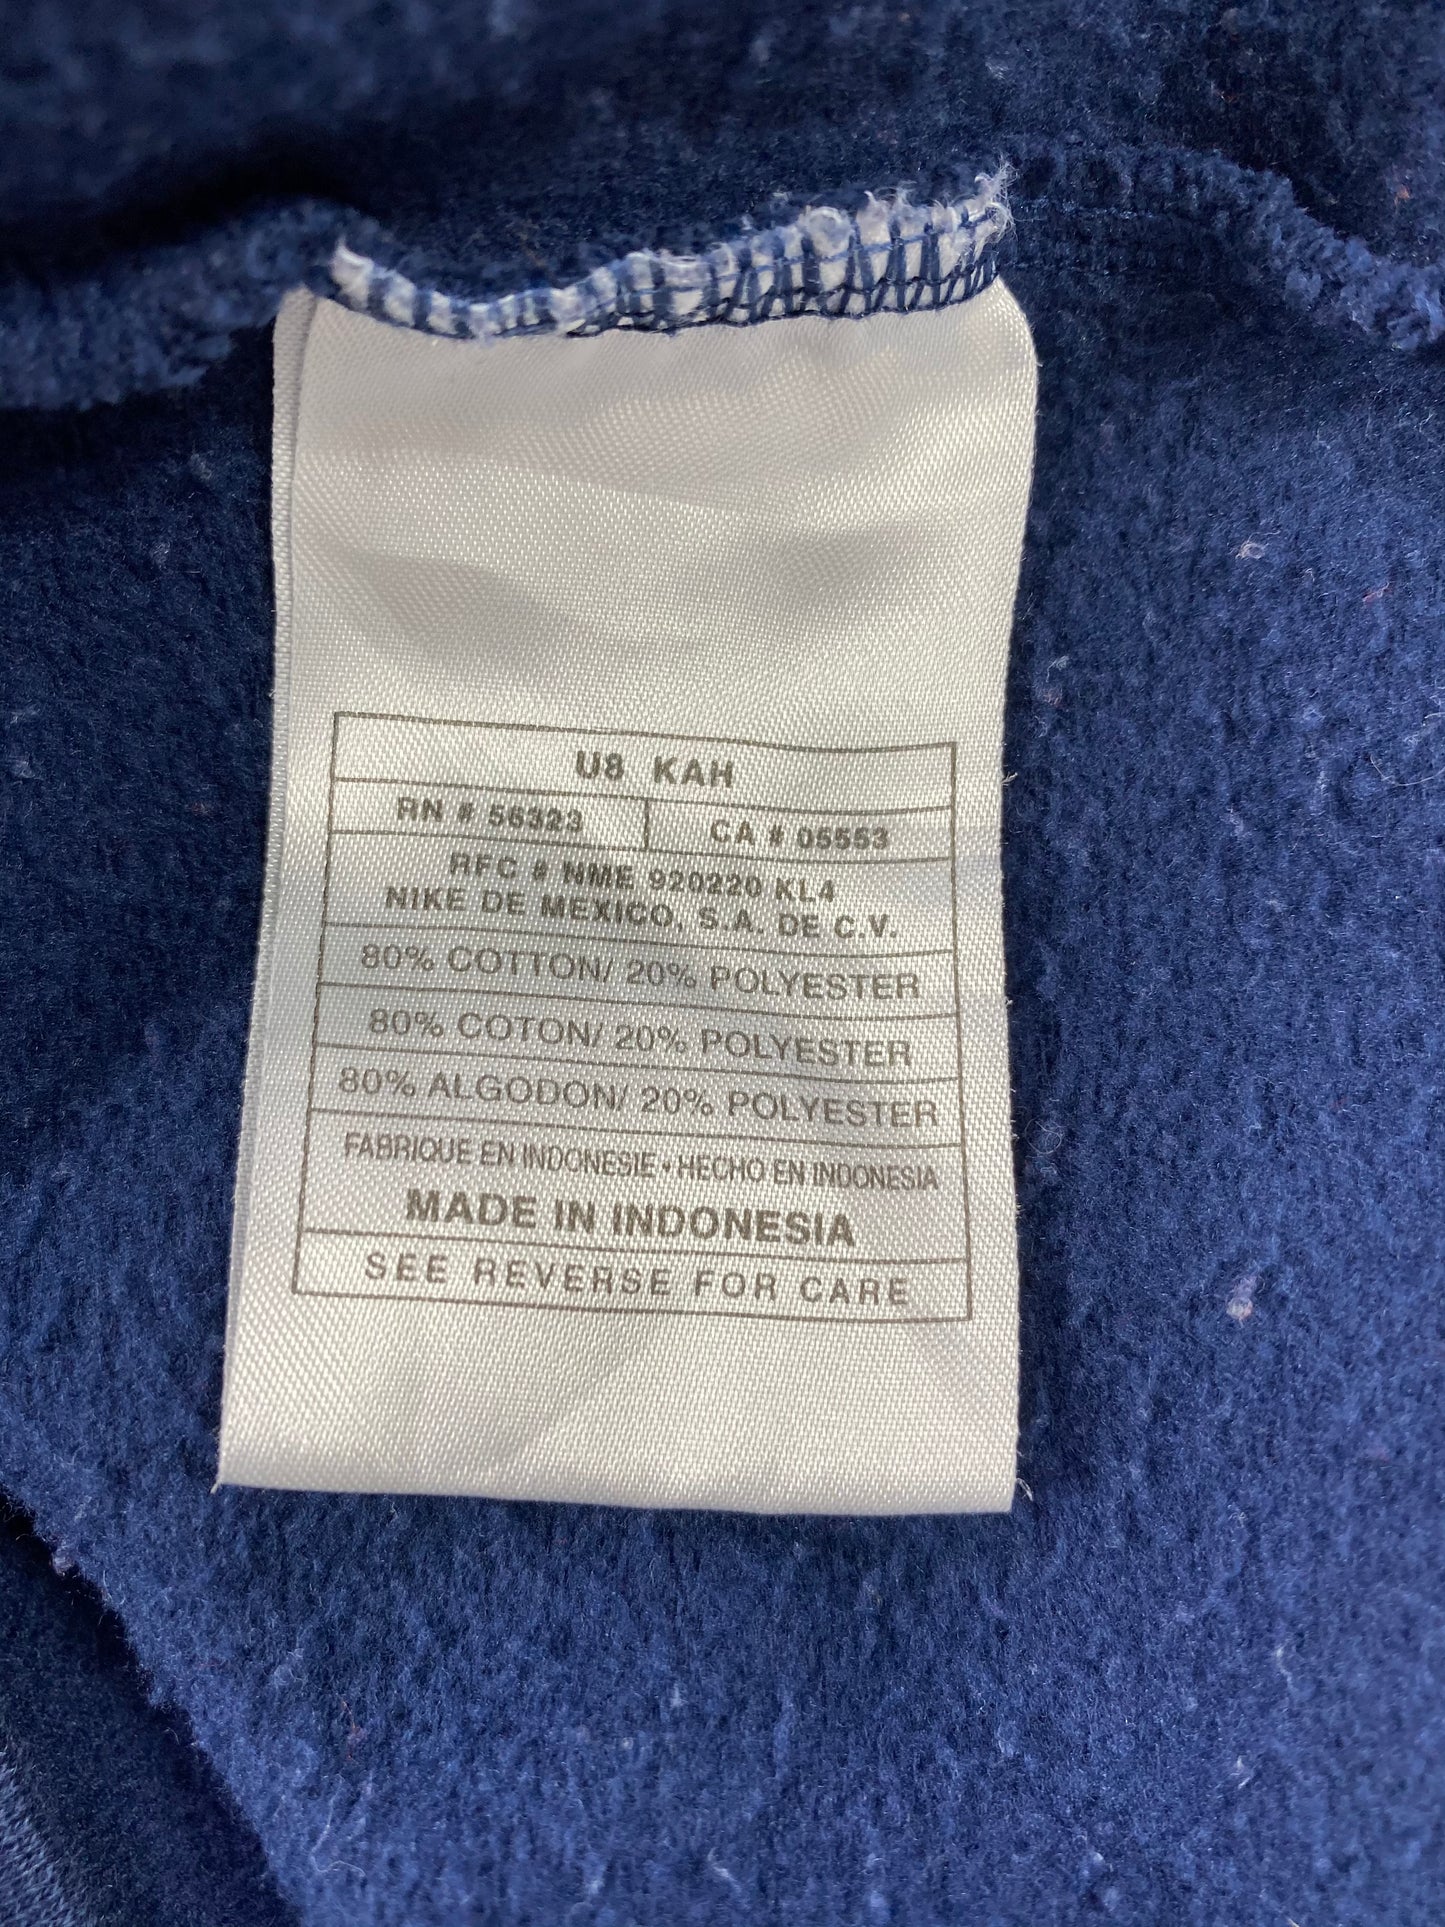 U8 KAH
RN # 56323 CA # 05553
RFC # NME 920220 KL4
NIKE DE MEXICO, S.A. DE C.V.
80% COTTON/ 20% POLYESTER
80% COTON/ 20% POLYESTER
80% ALGODON/ 20% POLYESTER
FABRIQUE EN INDONESIE • HECHO EN INDONESIA
MADE IN INDONESIA
SEE REVERSE FOR CARE